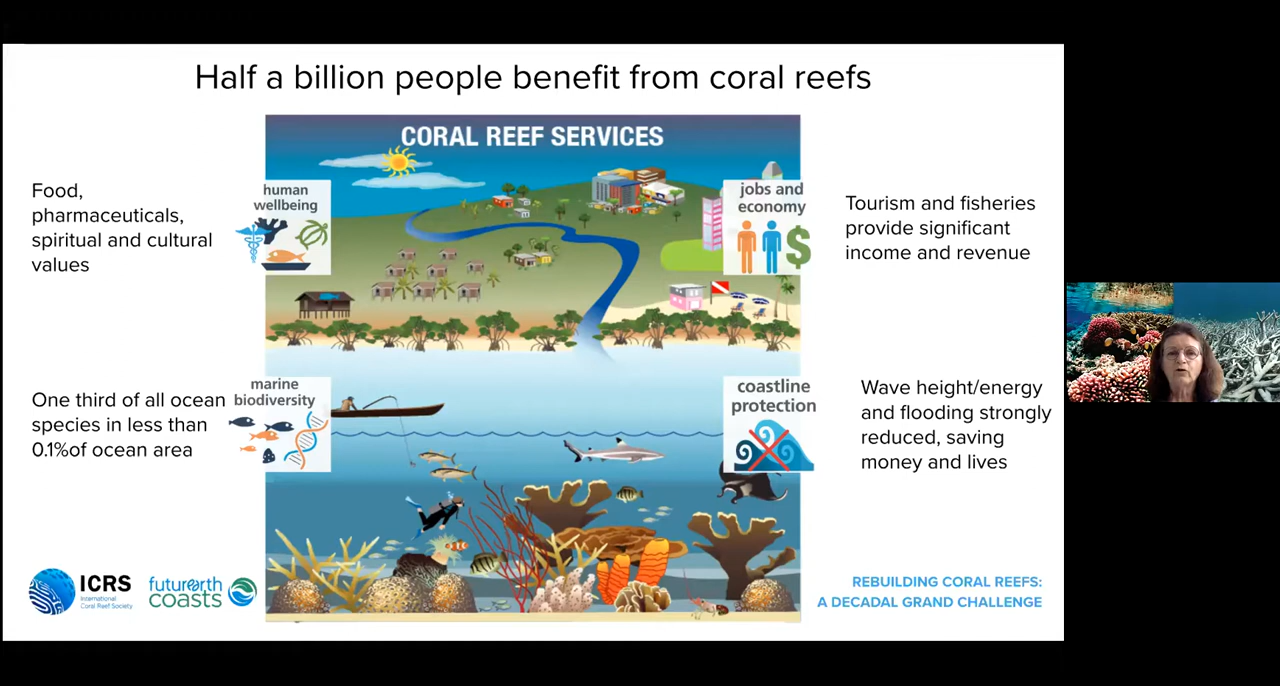 Half a billion people benefit from coral reefs
CORAL REEF SERVICES
Food,
pharmaceuticals,
spiritual and cultural
values
human
wellbeing
jobs and
economy
$
Tourism and fisheries
provide significant
income and revenue
One third of all ocean
species in less than
0.1%of ocean area
marine
biodiversity
coastline
protection
Wave height/energy
and flooding strongly
reduced, saving
money and lives
ICRS
International
Coral Reef Society
futurearth
coasts
REBUILDING CORAL REEFS:
A DECADAL GRAND CHALLENGE